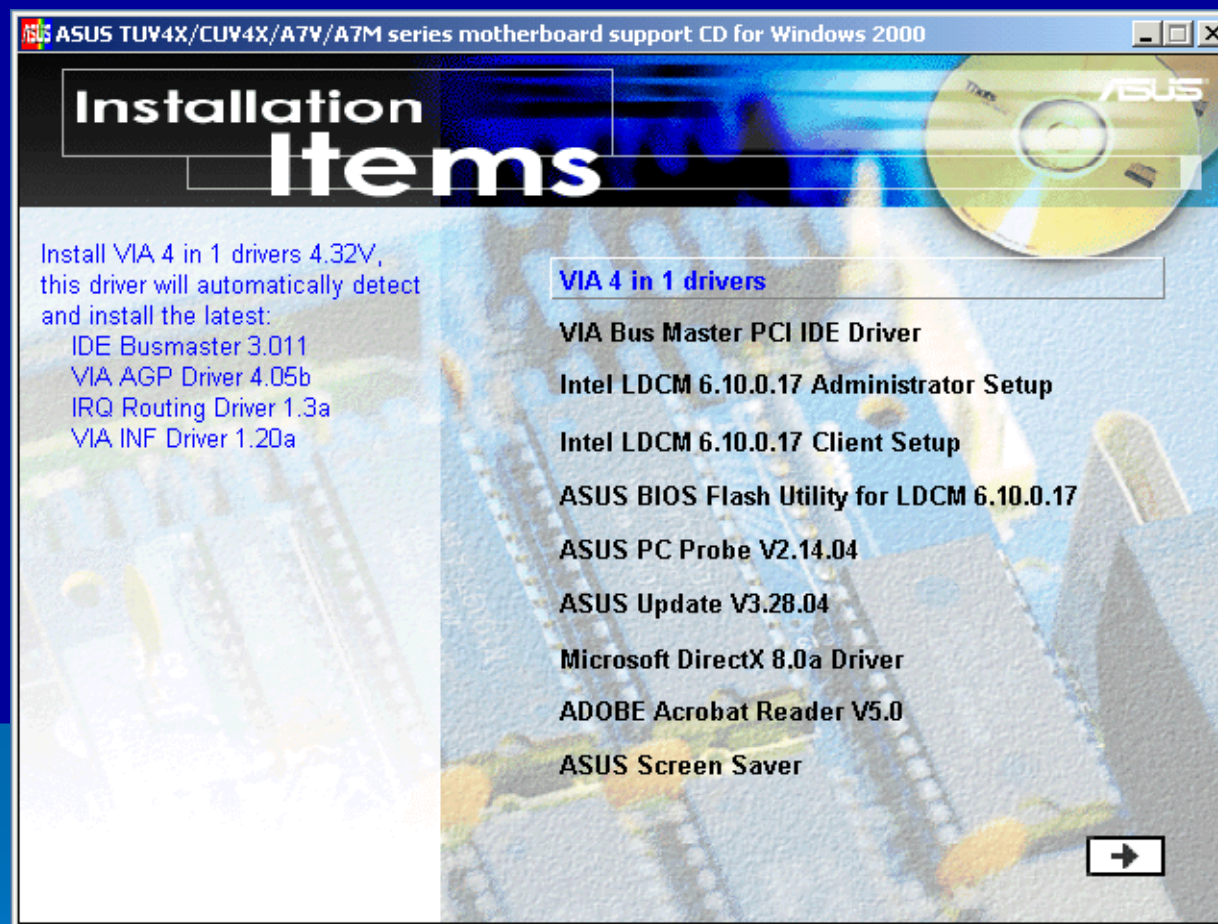 ASUS TUV4X/CUV4X/A7V/A7M series motherboard support CD for Windows 2000
Installation
Items
ASUS
Install VIA 4 in 1 drivers 4.32V,
this driver will automatically detect
and install the latest:
IDE Busmaster 3.011
VIA AGP Driver 4.05b
IRQ Routing Driver 1.3a
VIA INF Driver 1.20a
VIA 4 in 1 drivers
VIA Bus Master PCI IDE Driver
Intel LDCM 6.10.0.17 Administrator Setup
Intel LDCM 6.10.0.17 Client Setup
ASUS BIOS Flash Utility for LDCM 6.10.0.17
ASUS PC Probe V2.14.04
ASUS Update V3.28.04
Microsoft DirectX 8.0a Driver
ADOBE Acrobat Reader V5.0
ASUS Screen Saver